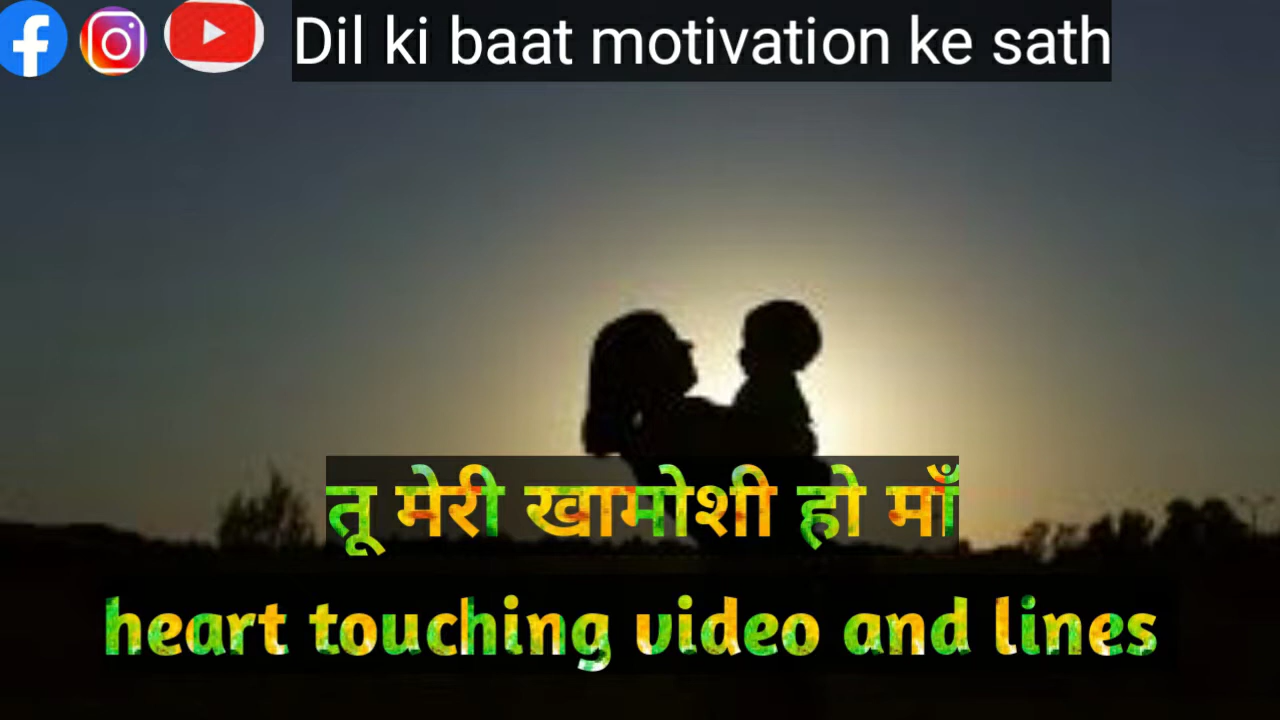 Dil ki baat motivation ke sath
तू मेरी खामोशी हो माँ
heart touching video and lines